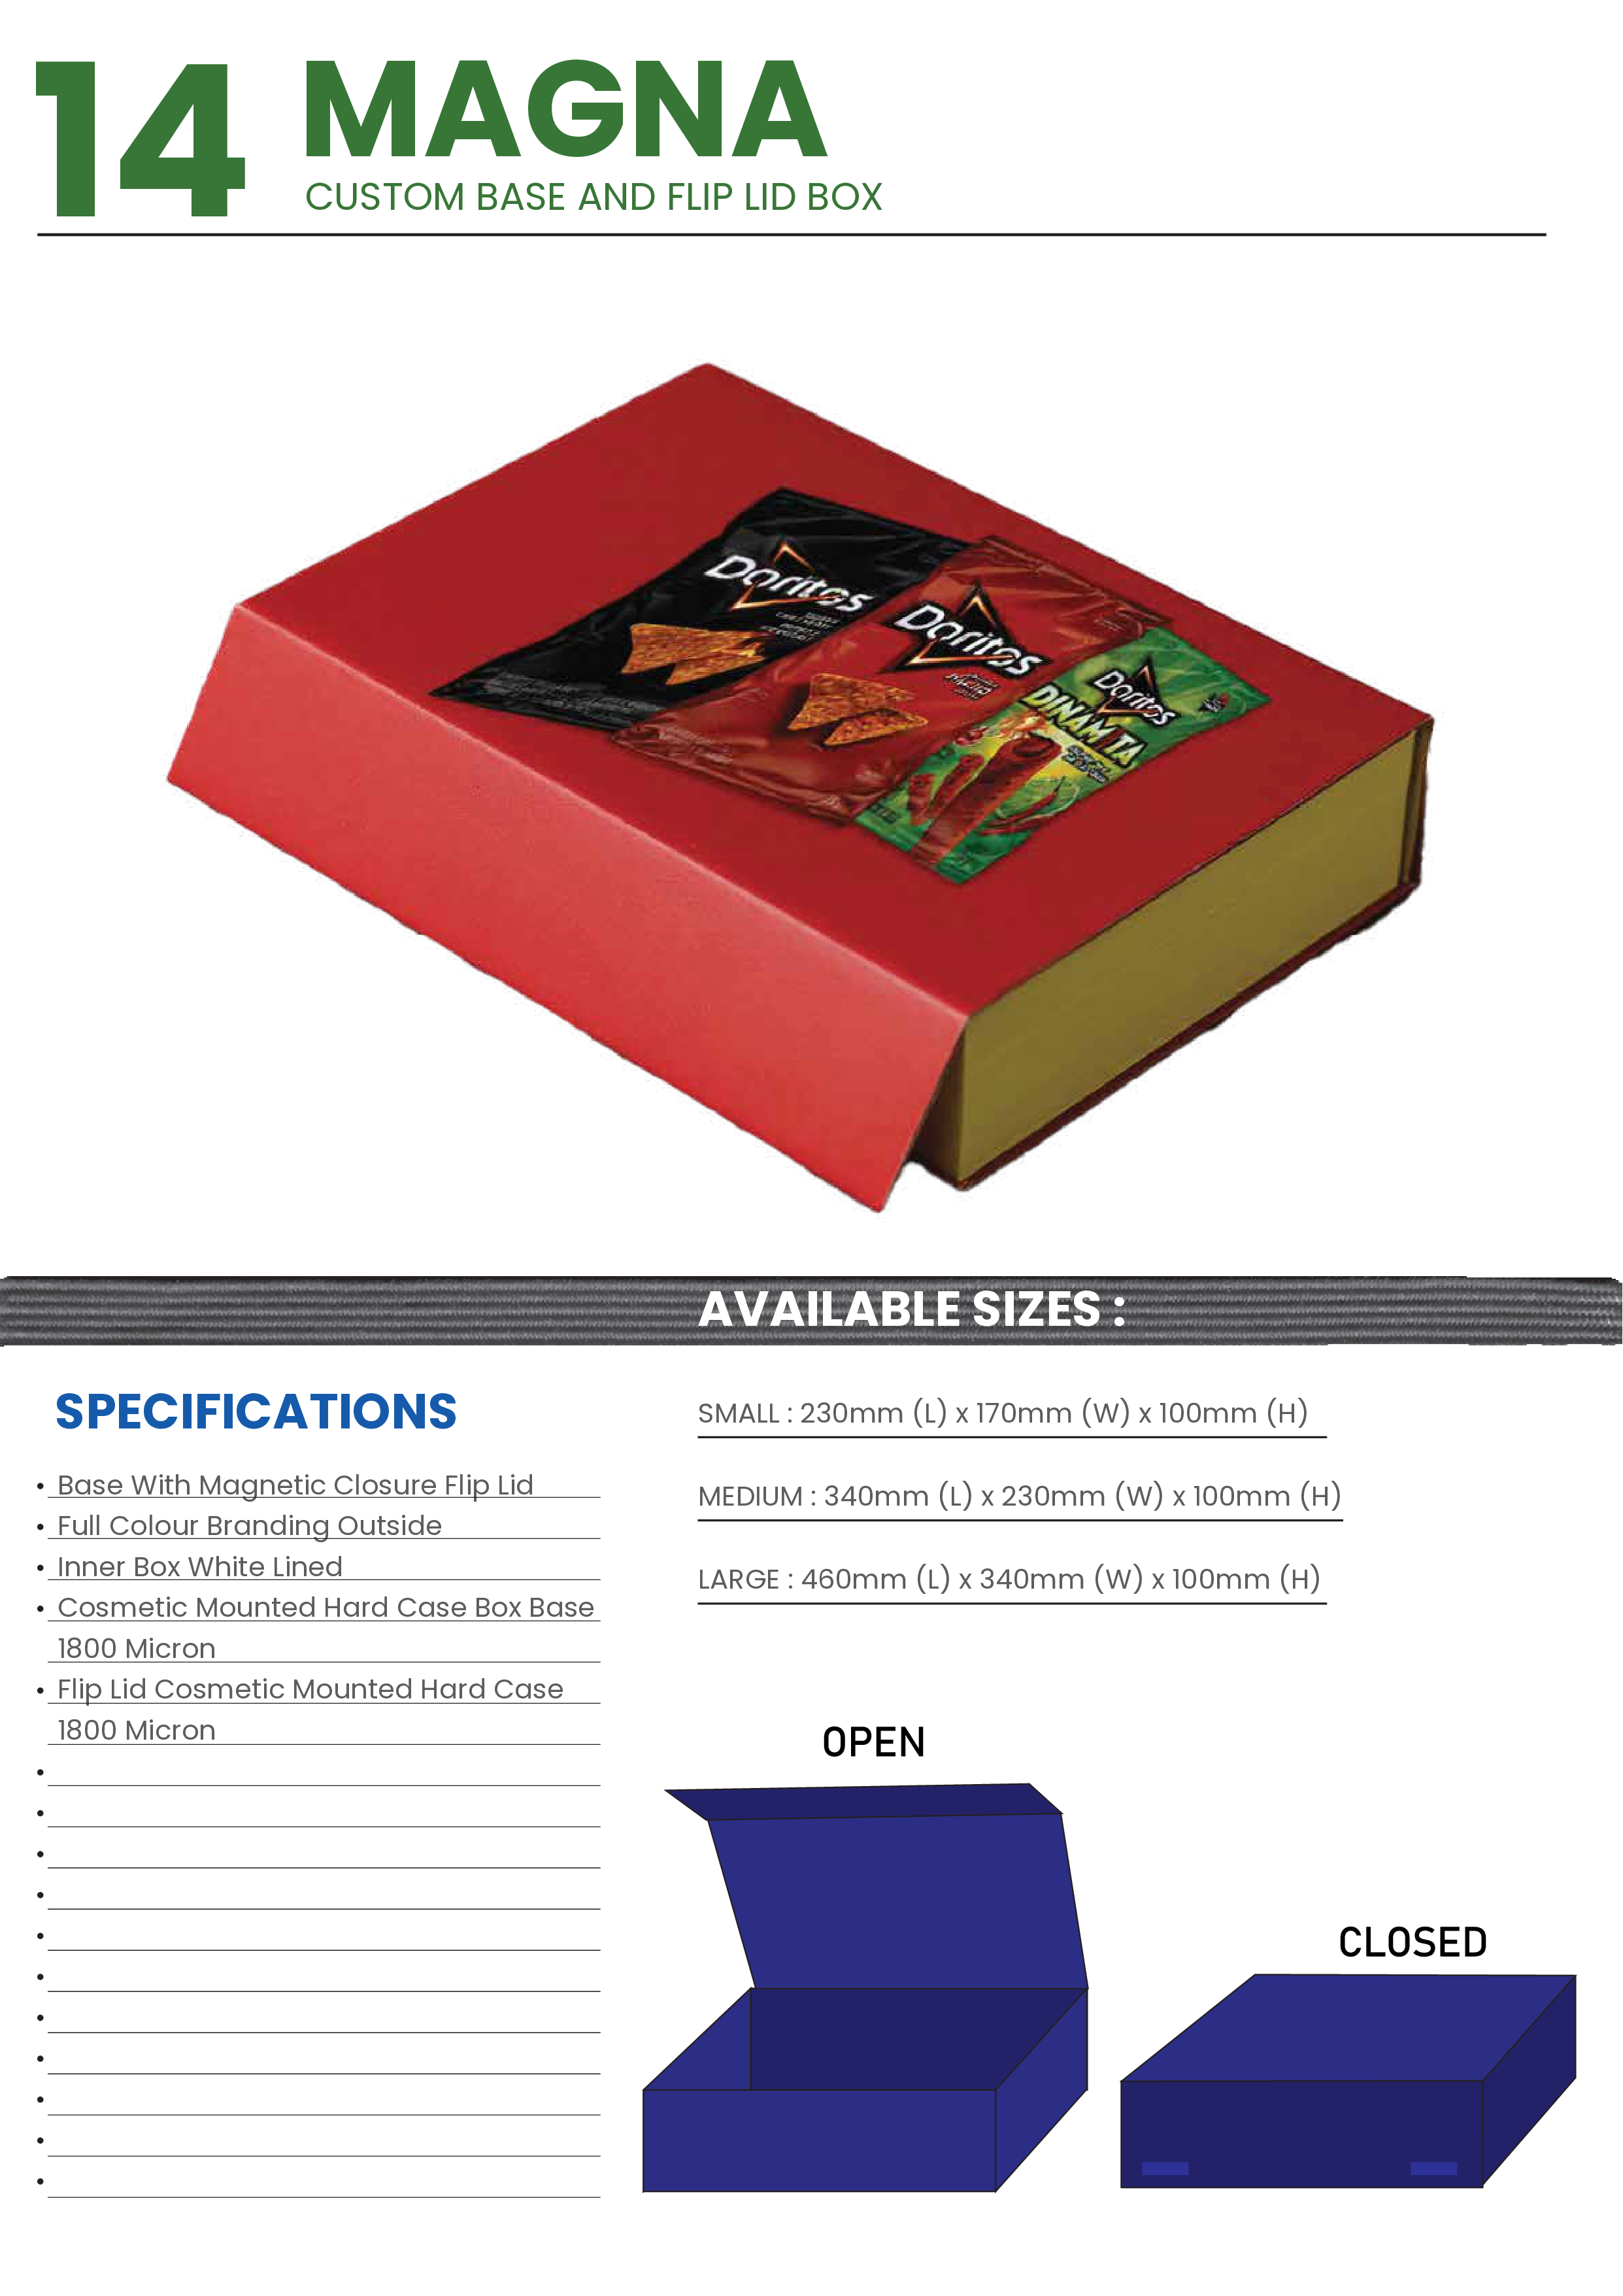 14
MAGNA
CUSTOM BASE AND FLIP LID BOX
Doritos
Doritos
Doritos
DINAMITA
AVAILABLE SIZES :
SPECIFICATIONS
• Base With Magnetic Closure Flip Lid
• Full Colour Branding Outside
• Inner Box White Lined
• Cosmetic Mounted Hard Case Box Base
1800 Micron
• Flip Lid Cosmetic Mounted Hard Case
1800 Micron
SMALL : 230mm (L) x 170mm (W) x 100mm (H)
MEDIUM : 340mm (L) x 230mm (W) x 100mm (H)
LARGE : 460mm (L) x 340mm (W) x 100mm (H)
OPEN
CLOSED